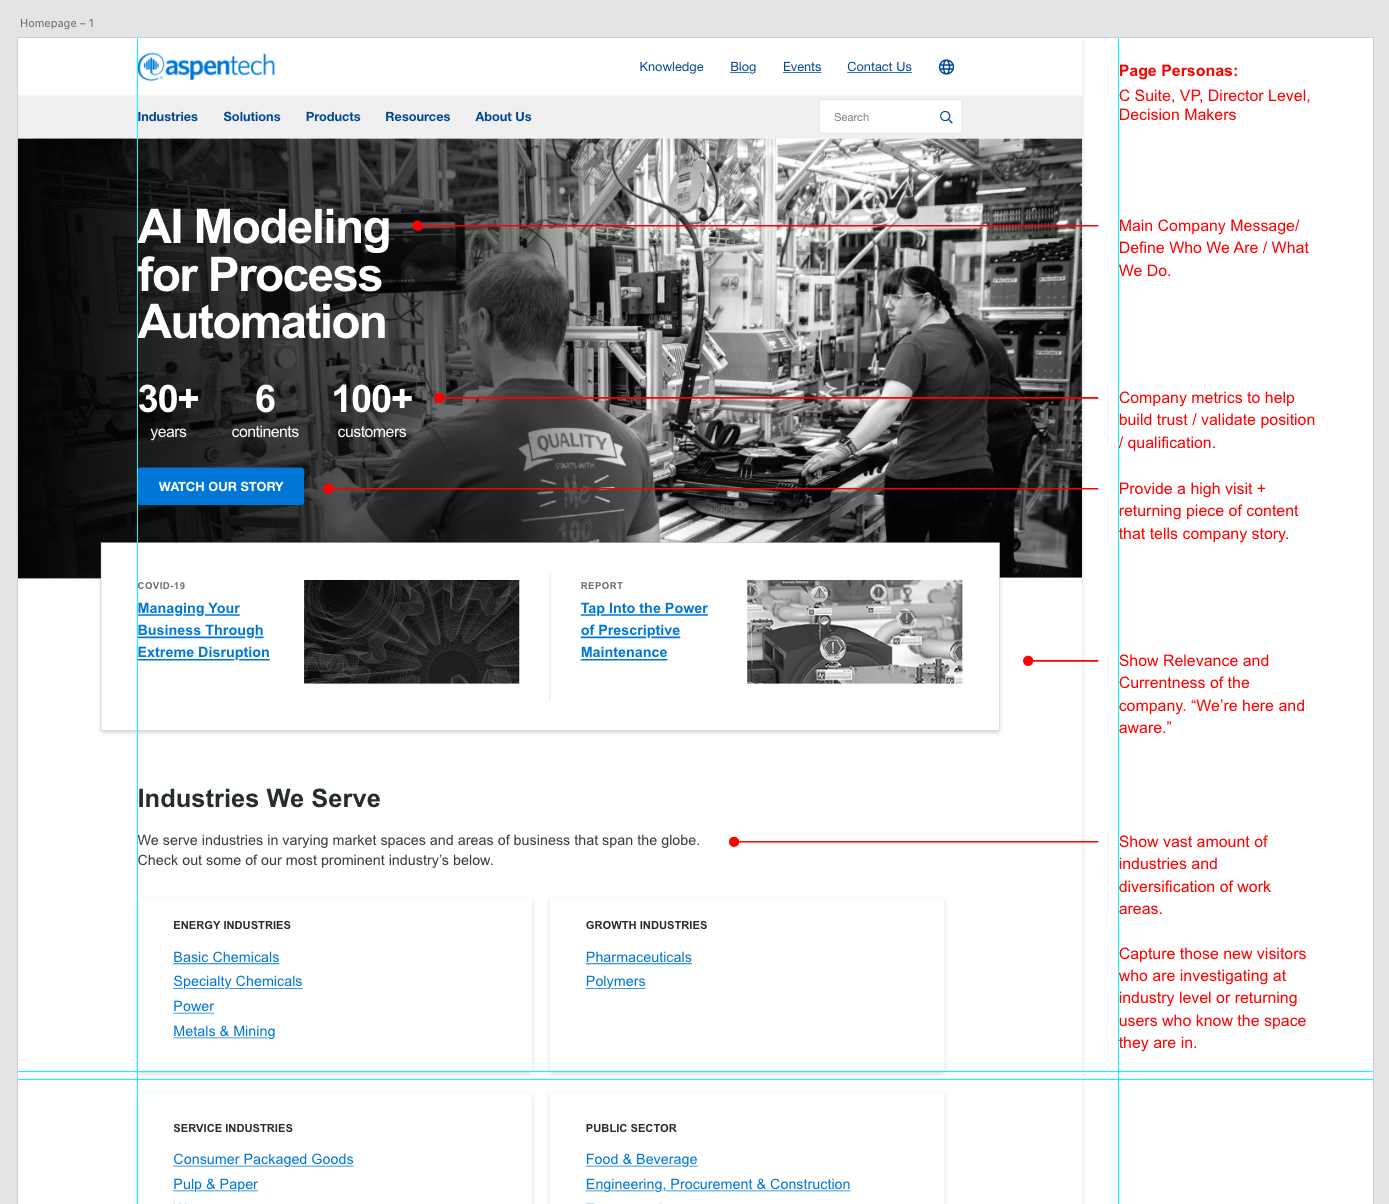 Homepage – 1
aspentech
Knowledge
Blog
Events
Contact Us
Industries
Solutions
Products
Resources
About Us
Search
Page Personas:
C Suite, VP, Director Level,
Decision Makers
AI Modeling
for Process
Automation
Main Company Message/
Define Who We Are / What
We Do.
30+
years
6
continents
100+
customers
Company metrics to help
build trust / validate position
/ qualification.
QUALITY
STARTS WITH
Me
100
WATCH OUR STORY
Provide a high visit +
returning piece of content
that tells company story.
COVID-19
Managing Your
Business Through
Extreme Disruption
REPORT
Tap Into the Power
of Prescriptive
Maintenance
Show Relevance and
Currentness of the
company. “We’re here and
aware.”
Industries We Serve
We serve industries in varying market spaces and areas of business that span the globe.
Check out some of our most prominent industry’s below.
Show vast amount of
industries and
diversification of work
areas.
Capture those new visitors
who are investigating at
industry level or returning
users who know the space
they are in.
ENERGY INDUSTRIES
Basic Chemicals
Specialty Chemicals
Power
Metals & Mining
GROWTH INDUSTRIES
Pharmaceuticals
Polymers
SERVICE INDUSTRIES
Consumer Packaged Goods
Pulp & Paper
PUBLIC SECTOR
Food & Beverage
Engineering, Procurement & Construction